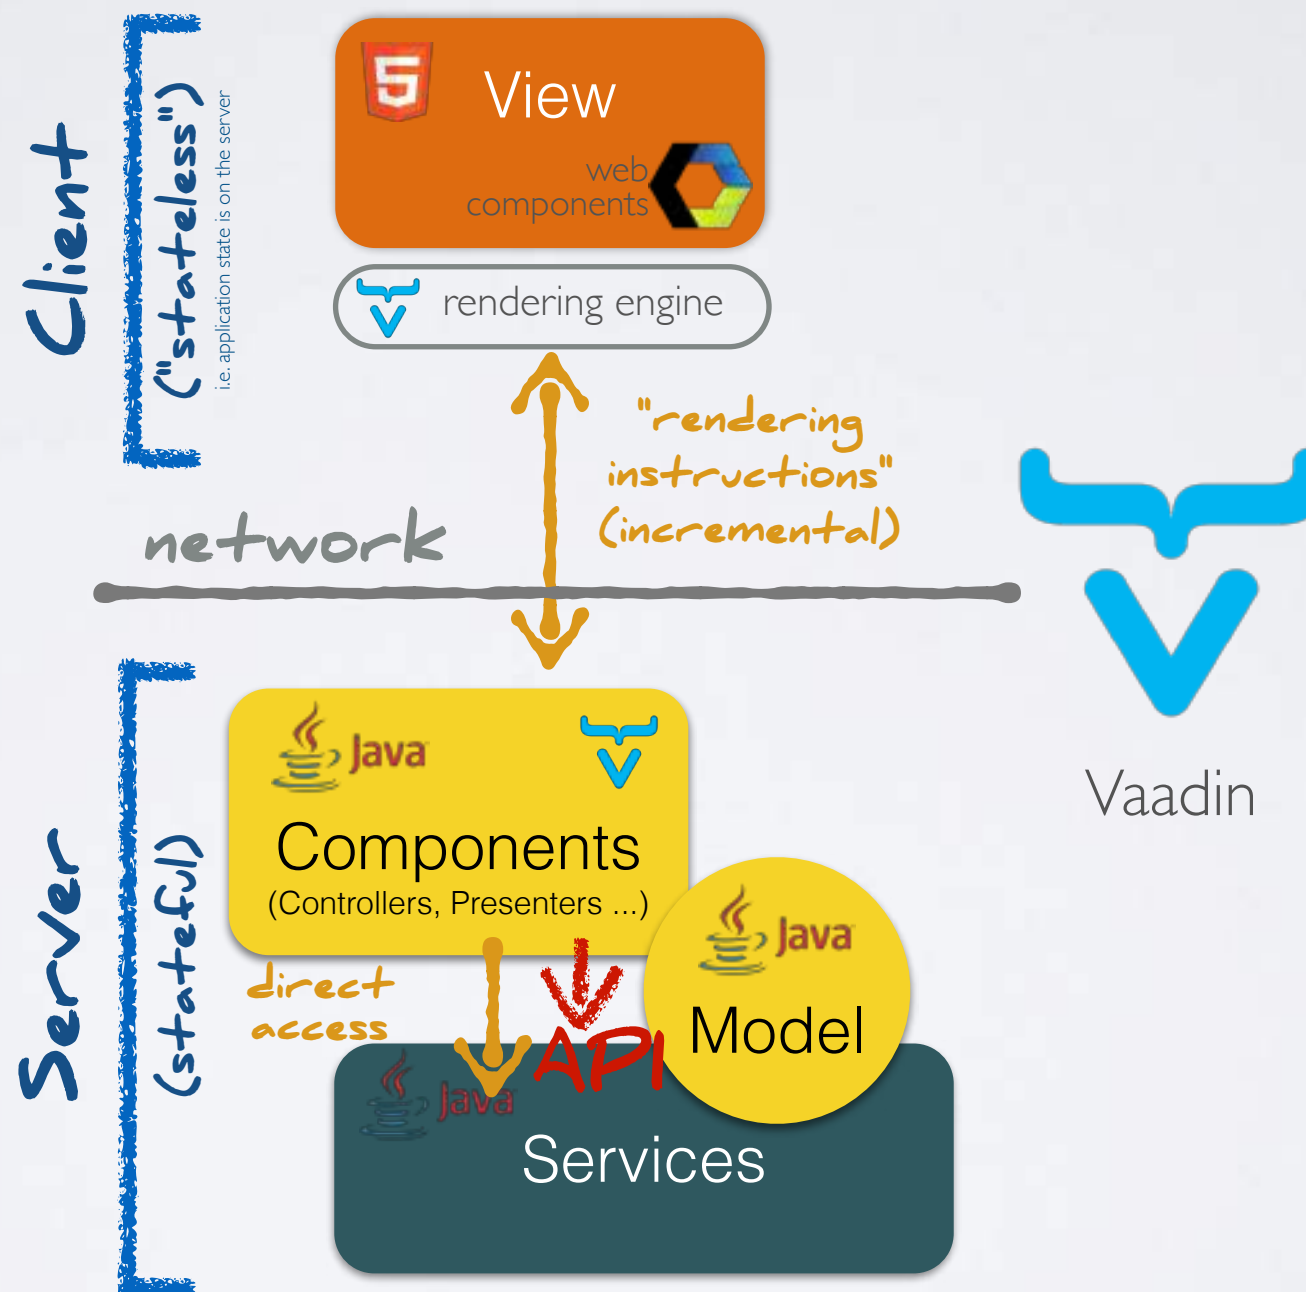 Client
("stateless")
i.e. application state is on the server
5
View
web
components
rendering engine
"rendering
instructions"
(incremental)
network
Vaadin
Server
(stateful)
Java
Components
(Controllers, Presenters ...)
Java
Model
direct
access
API
Java
Services